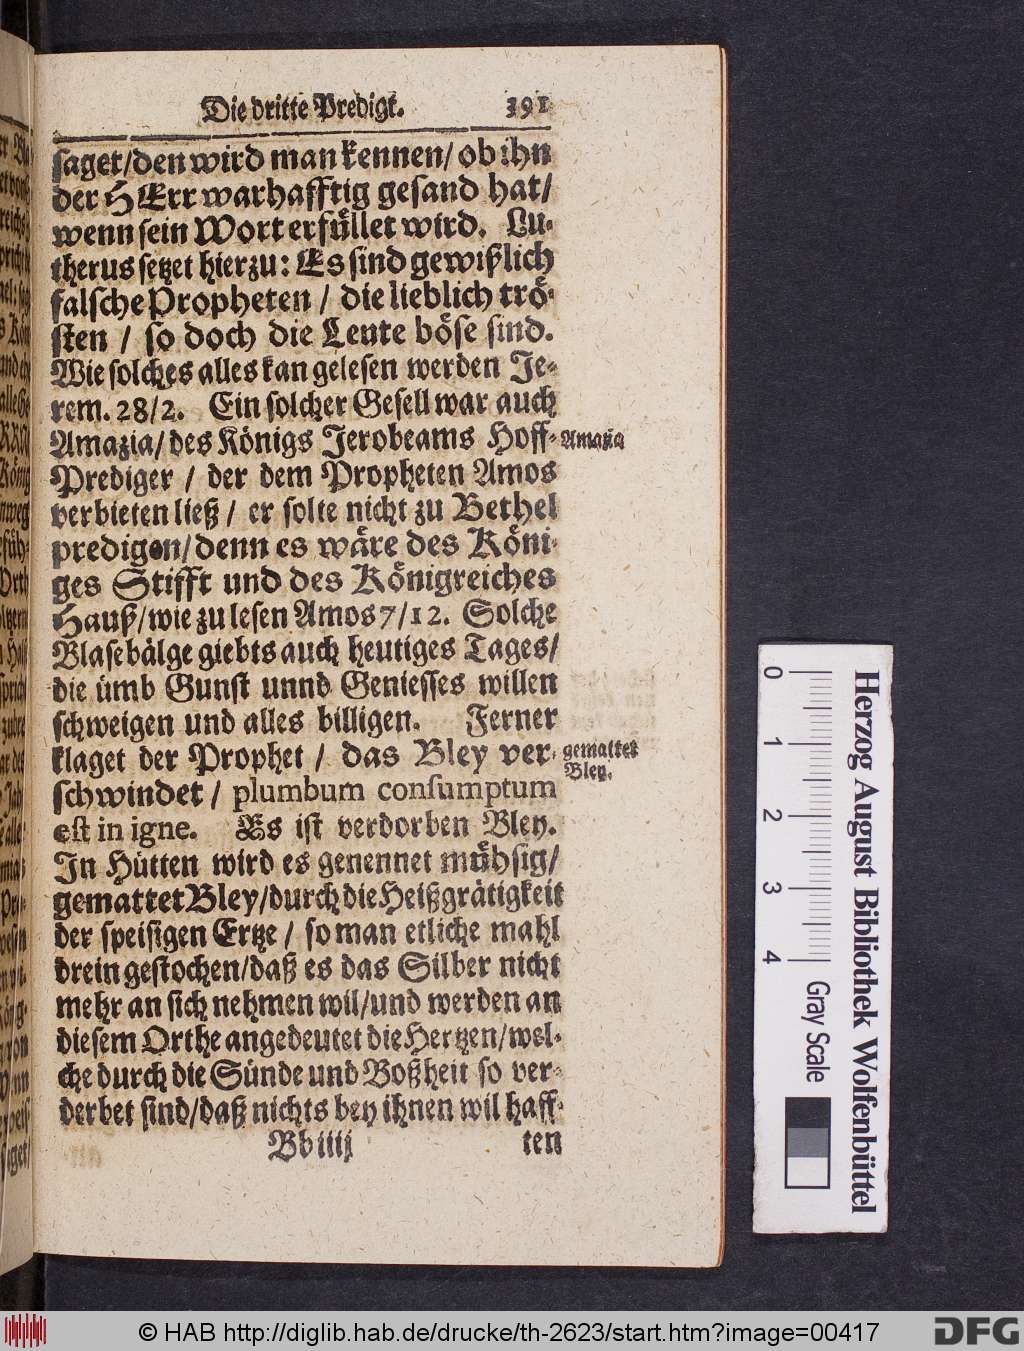 Die dritte Predigt. 391
saget/den wird man kennen/ ob ihn
der HErr warhafftig gesand hat/
wenn sein Wort erfüllet wird. Lu-
therus setzet hierzu: Es sind gewißlich
falsche Propheten / die lieblich trö-
sten / so doch die Leute böse sind.
Wie solches alles kan gelesen werden Je-
rem. 28/2. Ein solcher Gesell war auch
Amazia/des Königs Jerobeams Hoff-
Amatzia
Prediger / der dem Propheten Amos
verbieten ließ / er solte nicht zu Bethel
predigen/denn es wäre des Köni-
ges Stifft und des Königreiches
Hauß/wie zu lesen Amos 7/12. Solche
Blasebälge giebts auch heutiges Tages/
die ümb Gunst unnd Geniesses willen
schweigen und alles billigen. Ferner
klaget der Prophet / das Bley ver-
gemattet
Bley.
schwindet / plumbum consumptum
est in igne. Es ist verdorben Bley.
In Hütten wird es genennet mühsig/
gemattet Bley/durch die Heißgrätigkeit
der speisigen Ertze / so man etliche mahl
drein gestochen/daß es das Silber nicht
mehr an sich nehmen wil/und werden an
diesem Orthe angedeutet die Hertzen/wel-
che durch die Sünde und Boßheit so ver-
derbet sind/daß nichts bey ihnen wil haff-
Bb iiij ten
0 1 2 3 4
Herzog August Bibliothek Wolfenbüttel
Gray Scale
© HAB http://diglib.hab.de/drucke/th-2623/start.htm?image=00417
DFG